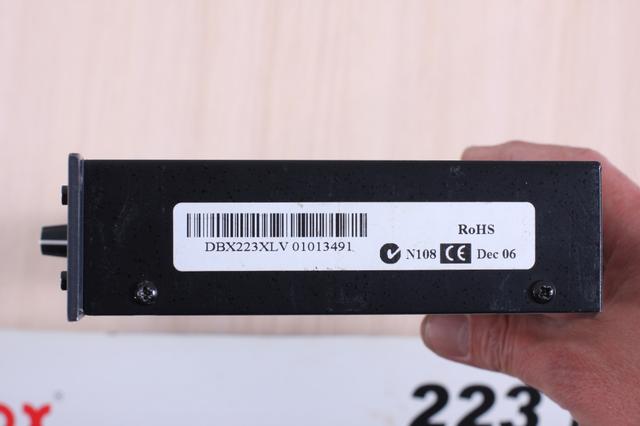 DBX223XLV 01013491
RoHS
N108 CE Dec 06
223